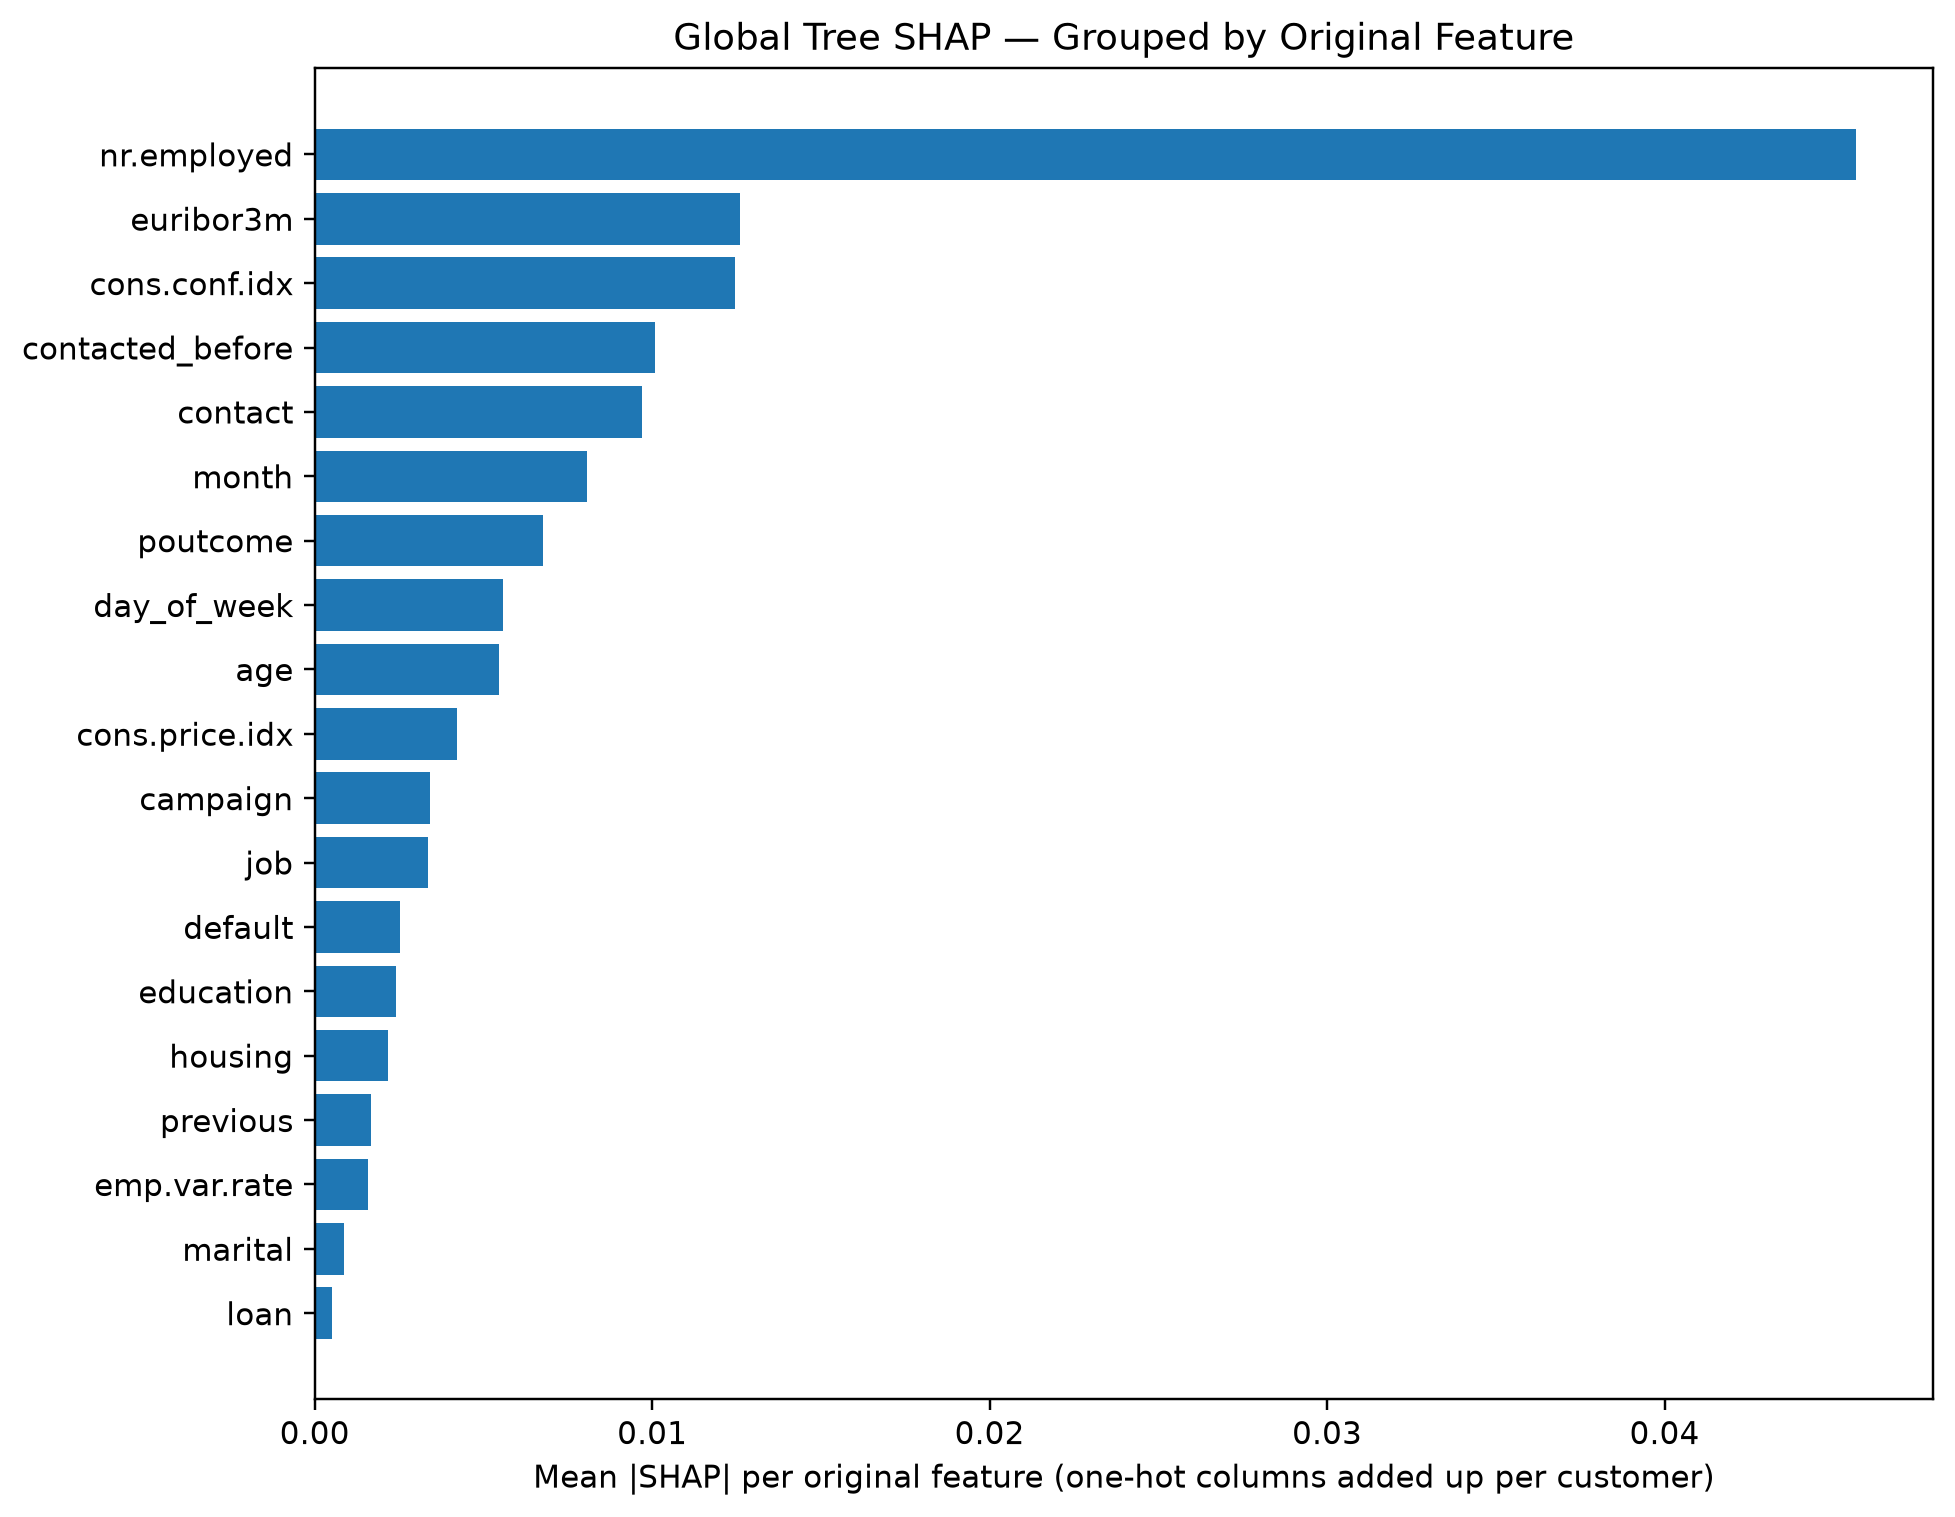 Global Tree SHAP — Grouped by Original Feature
nr.employed
euribor3m
cons.conf.idx
contacted_before
contact
month
poutcome
day_of_week
age
cons.price.idx
campaign
job
default
education
housing
previous
emp.var.rate
marital
loan
0.00 0.01 0.02 0.03 0.04
Mean |SHAP| per original feature (one-hot columns added up per customer)